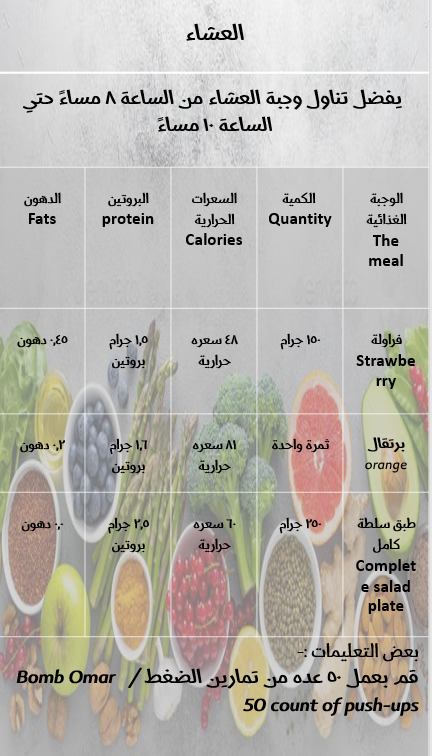 العشاء
يفضل تناول وجبة العشاء من الساعة ٨ مساءً حتي
الساعة ١٠ مساءً
الوجبة
الغذائية
The
meal
الكمية
Quantity
السعرات
الحرارية
Calories
البروتين
protein
الدهون
Fats
فراولة
Strawbe
rry
١٥٠ جرام
٤٨ سعره
حرارية
١,٥ جرام
بروتين
٠,٤٥ دهون
برتقال
orange
ثمرة واحدة
٨١ سعره
حرارية
١,٦ جرام
بروتين
٠,٢ دهون
طبق سلطة
كامل
Complet
e salad
plate
٢٥٠ جرام
٦٠ سعره
حرارية
٢,٥ جرام
بروتين
٠,٠ دهون
بعض التعليمات :-
قم بعمل ٥٠ عده من تمارين الضغط / Bomb Omar
50 count of push-ups